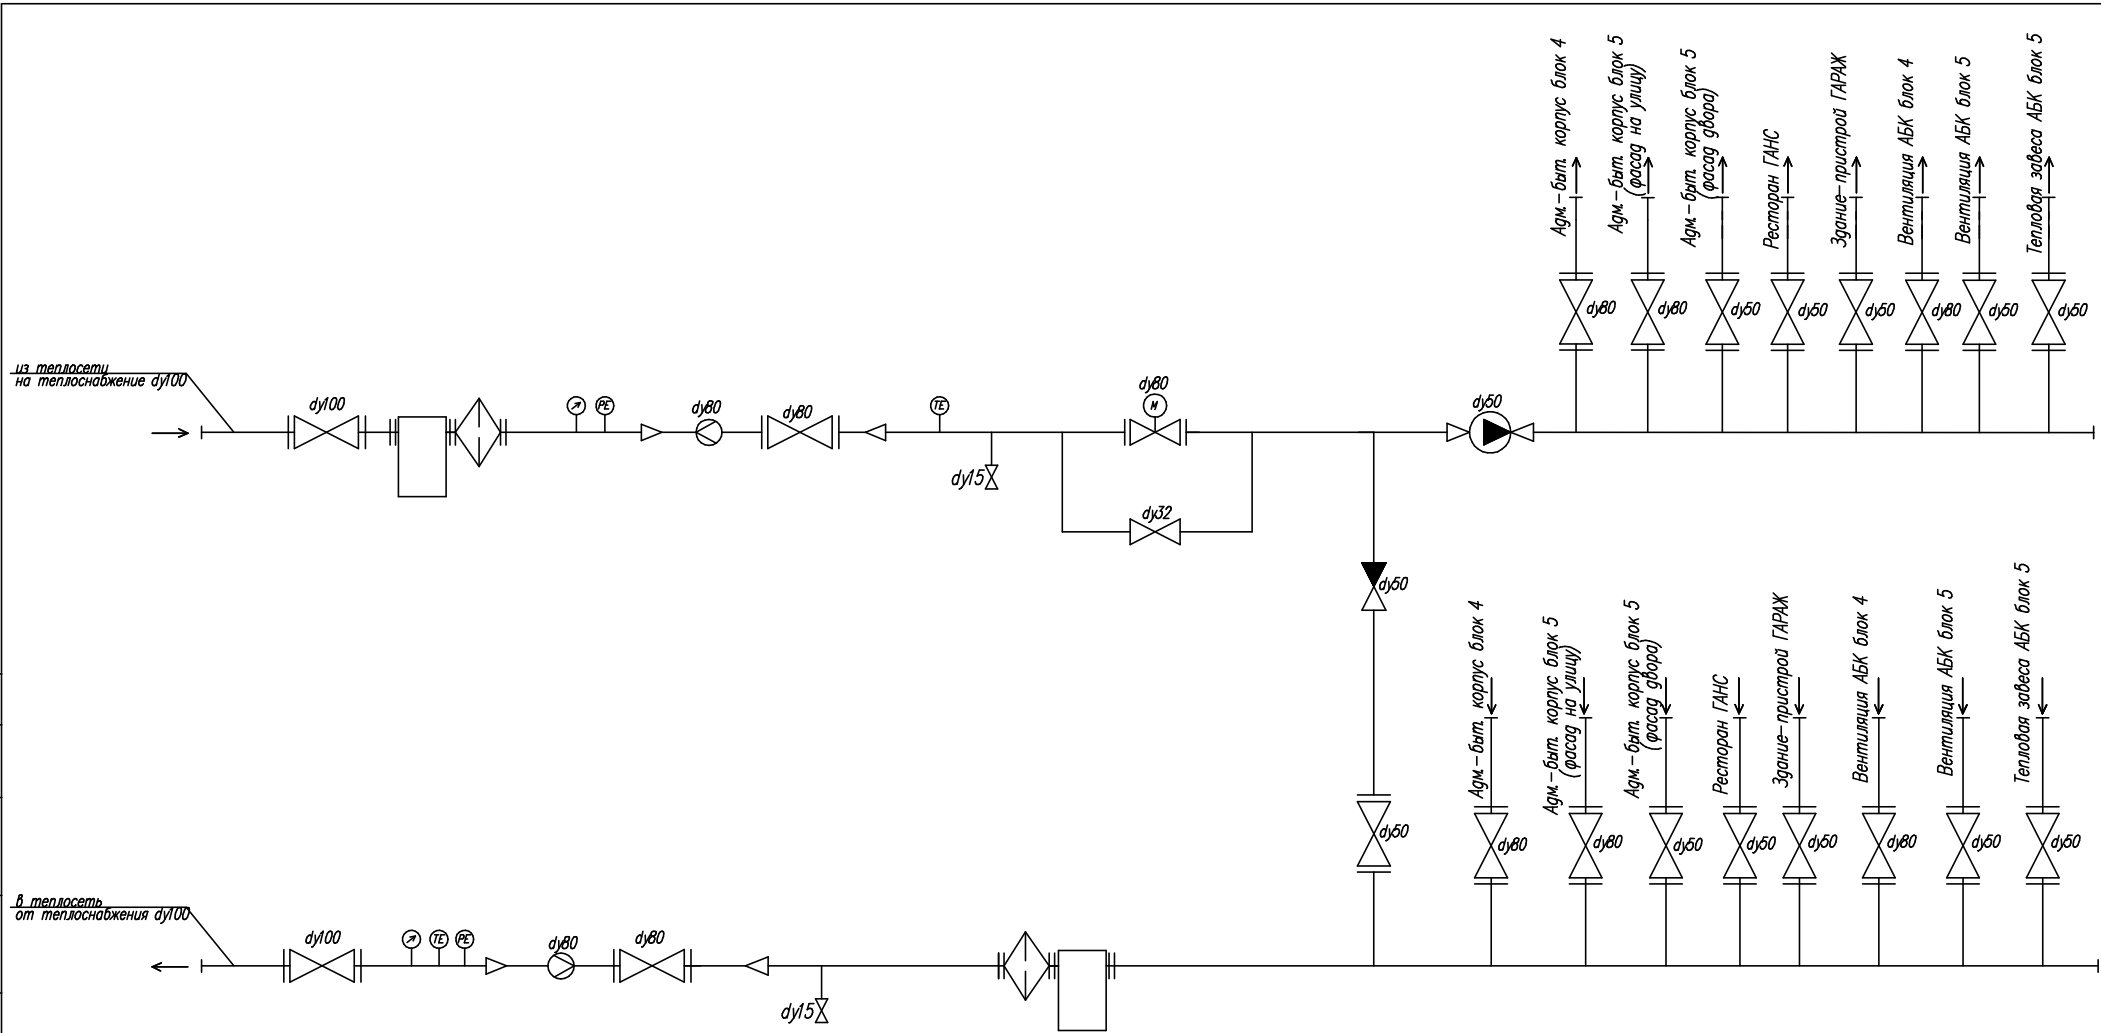 Адм.-быт. корпус блок 4
Адм.-быт. корпус блок 5
(фасад на улицу)
Адм.-быт. корпус блок 5
(фасад двора)
Ресторан ГАНС
Здание-пристрой ГАРАЖ
Вентиляция АБК блок 4
Вентиляция АБК блок 5
Тепловая завеса АБК блок 5
dy80
dy80
dy50
dy50
dy50
dy80
dy50
dy50
из теплосети
на теплоснабжение dy100
dy100
PE
dy80
dy80
TE
dy15
dy80
М
dy32
dy50
dy50
dy50
Адм.-быт. корпус блок 4
Адм.-быт. корпус блок 5
(фасад на улицу)
Адм.-быт. корпус блок 5
(фасад двора)
Ресторан ГАНС
Здание-пристрой ГАРАЖ
Вентиляция АБК блок 4
Вентиляция АБК блок 5
Тепловая завеса АБК блок 5
dy80
dy80
dy50
dy50
dy50
dy80
dy50
dy50
в теплосеть
от теплоснабжения dy100
dy100
TE
PE
dy80
dy80
dy15